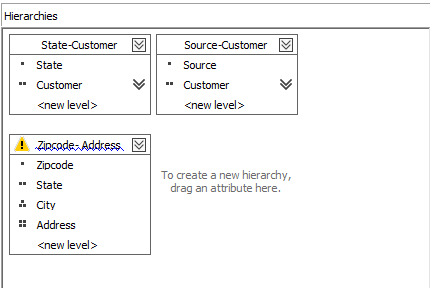 Hierarchies
State-Customer
State
Customer
<new level>
Source-Customer
Source
Customer
<new level>
Zipcode- Address
Zipcode
State
City
Address
<new level>
To create a new hierarchy,
drag an attribute here.